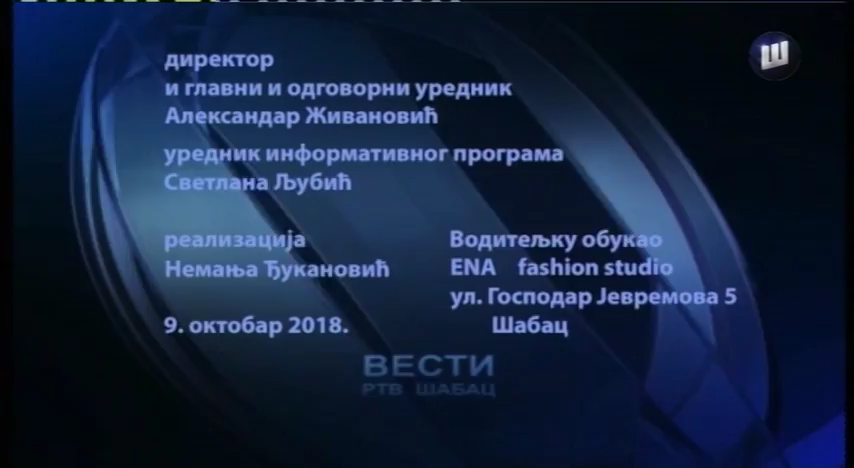 Ш
директор
и главни и одговорни уредник
Александар Живановић
уредник информативног програма
Светлана Љубић
реализација
Немања Ђукановић
9. октобар 2018.
Водитељку обукао
ENA fashion studio
ул. Господар Јевремова 5
Шабац
ВЕСТИ
РТВ ШАБАЦ